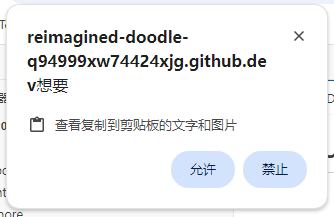 reimagined-doodle-
q94999xw74424xjg.github.de
v想要
查看复制到剪贴板的文字和图片
允许
禁止